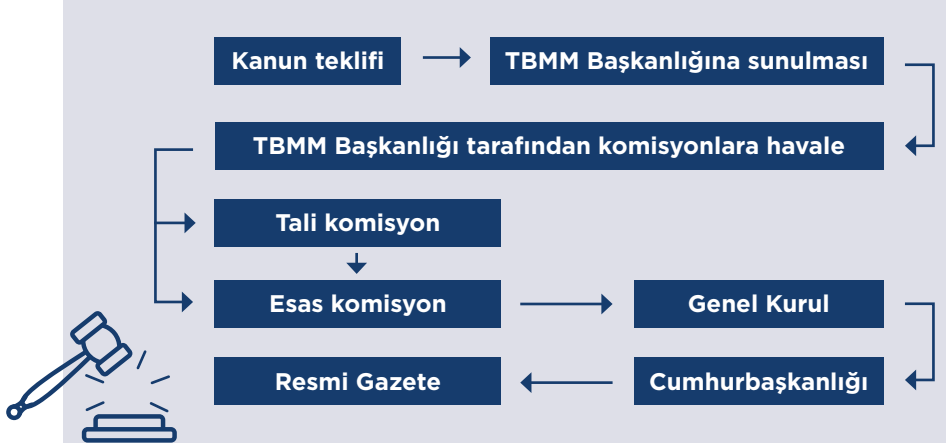 Kanun teklifi
TBMM Başkanlığına sunulması
TBMM Başkanlığı tarafından komisyonlara havale
Tali komisyon
Esas komisyon
Genel Kurul
Resmi Gazete
Cumhurbaşkanlığı